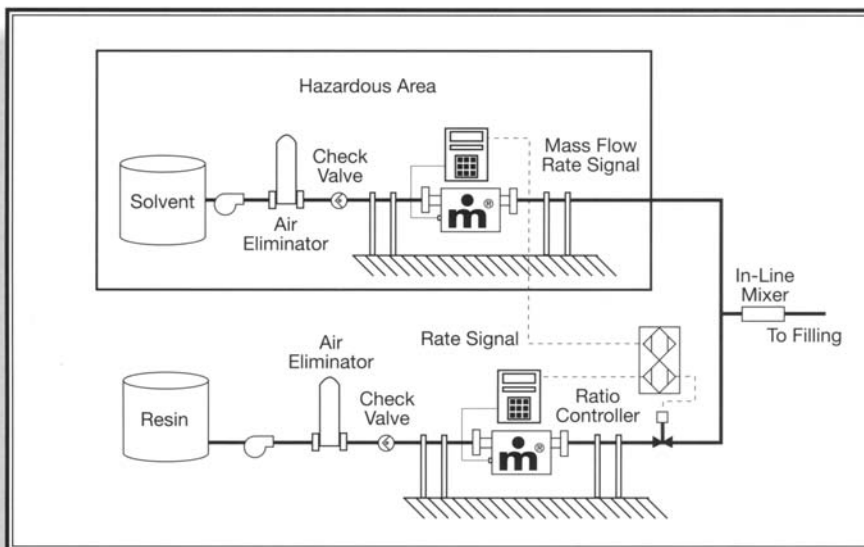 Hazardous Area
Solvent
Air
Eliminator
Check
Valve
m®
Mass Flow
Rate Signal
In-Line
Mixer
To Filling
Rate Signal
Resin
Air
Eliminator
Check
Valve
m®
Ratio
Controller